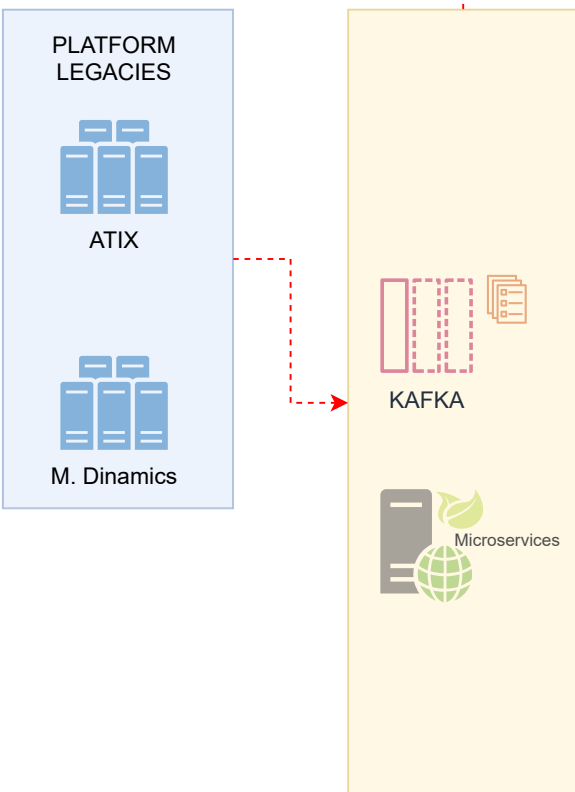 PLATFORM
LEGACIES
ATIX
M. Dinamics
KAFKA
Microservices